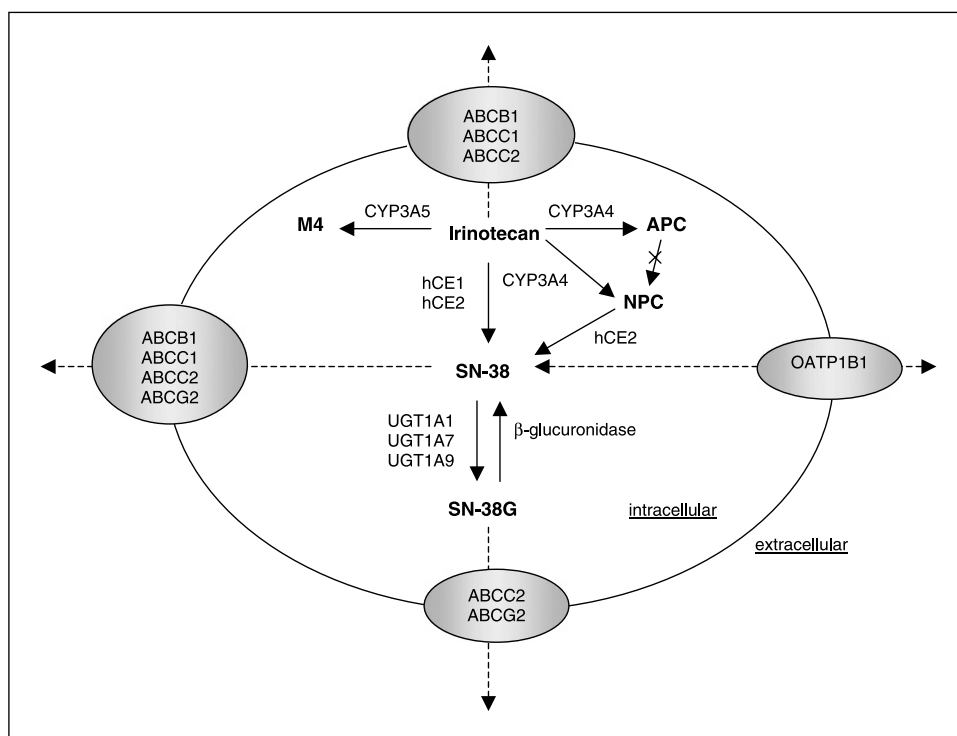 ABCB1
ABCC1
ABCC2
M4
CYP3A5
Irinotecan
CYP3A4
APC
hCE1
hCE2
CYP3A4
NPC
hCE2
ABCB1
ABCC1
ABCC2
ABCG2
SN-38
OATP1B1
UGT1A1
UGT1A7
UGT1A9
β-glucuronidase
SN-38G
intracellular
extracellular
ABCC2
ABCG2